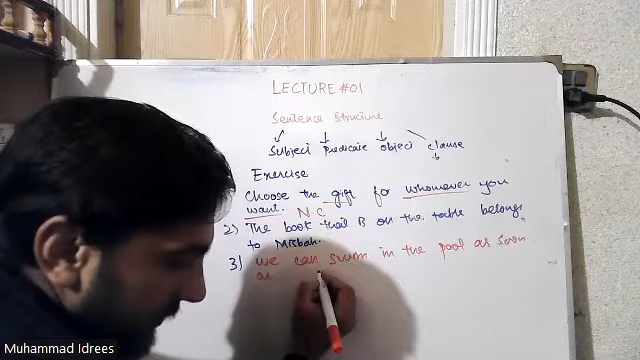 LECTURE #01
Sentence Structure
Subject Predicate Object Clause
Exercise
Choose the gift for whomever you
want. N.C
2) The book that is on the table belongs
to Misbah.
3) we can swim in the pool as soon
as
Muhammad Idrees